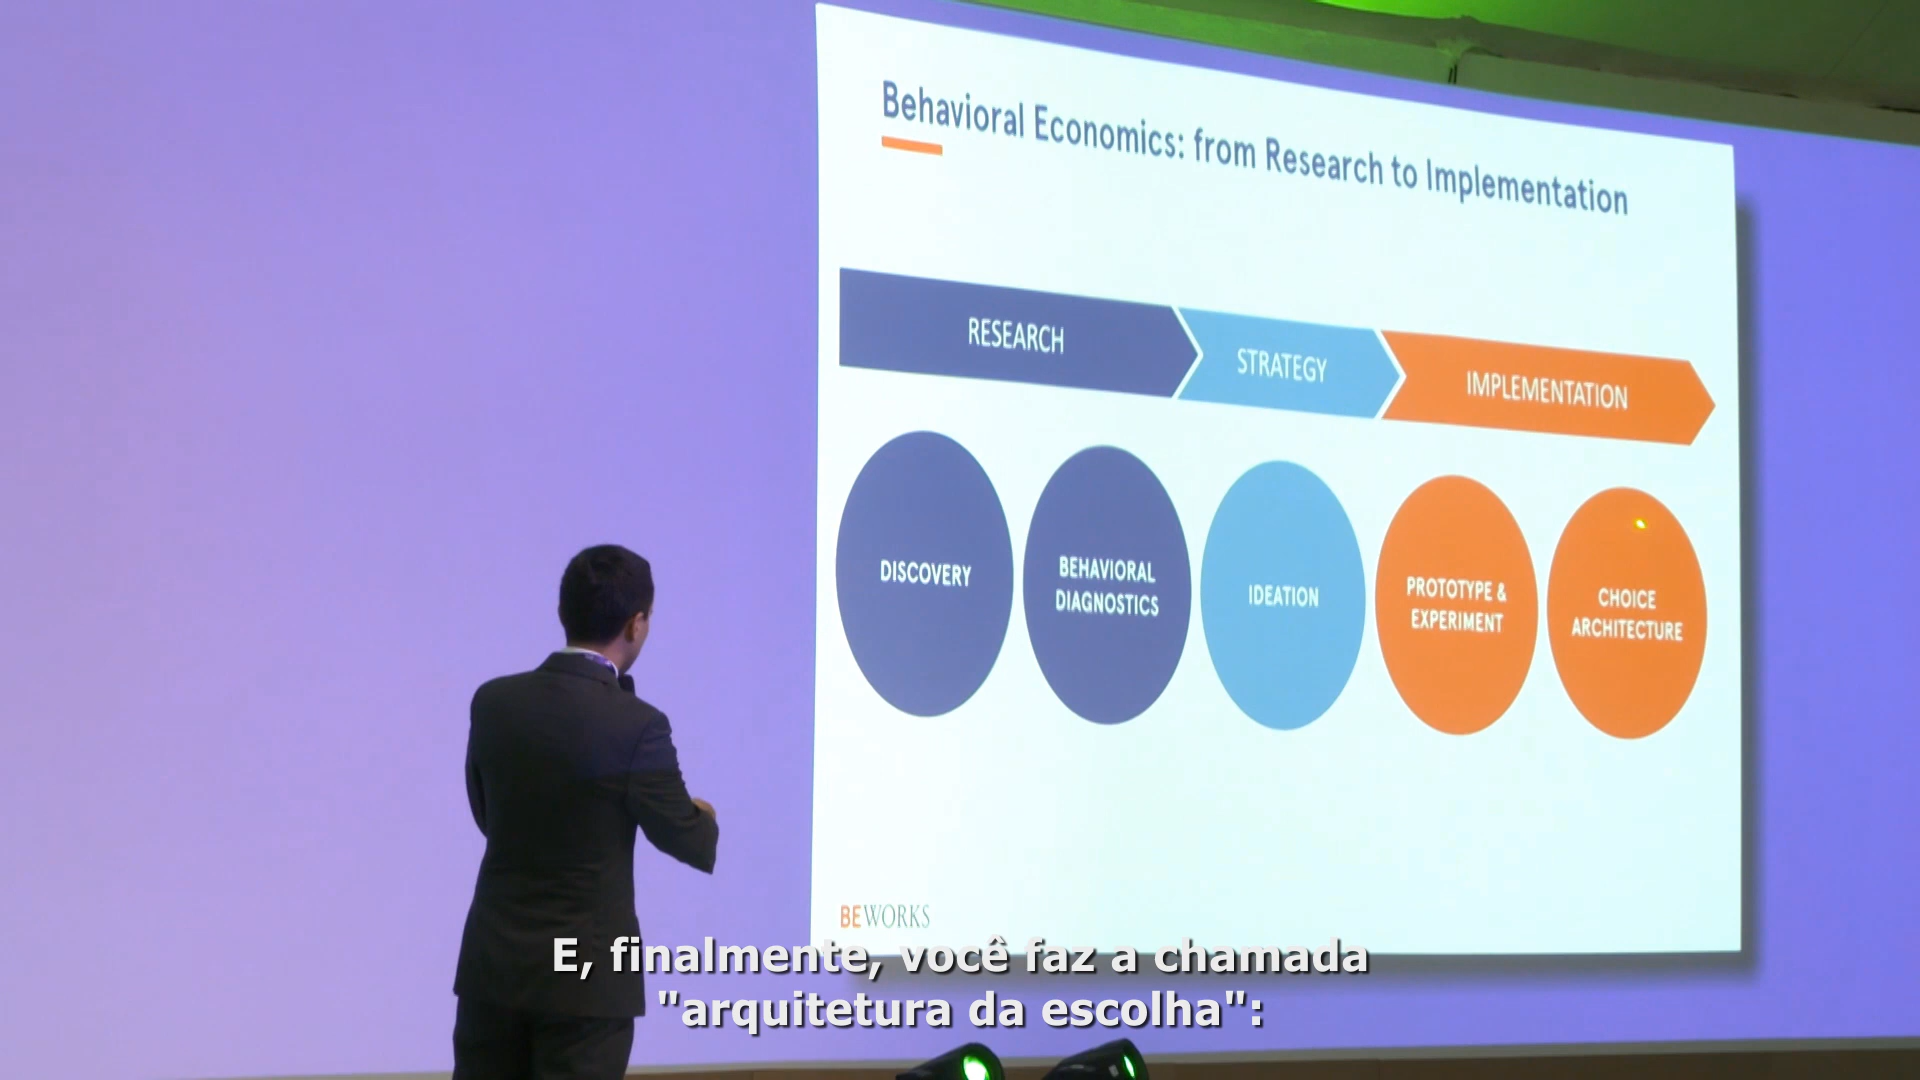 Behavioral Economics: from Research to Implementation
RESEARCH
STRATEGY
IMPLEMENTATION
DISCOVERY
BEHAVIORAL
DIAGNOSTICS
IDEATION
PROTOTYPE &
EXPERIMENT
CHOICE
ARCHITECTURE
BEWORKS
E, finalmente, você faz a chamada
"arquitetura da escolha":